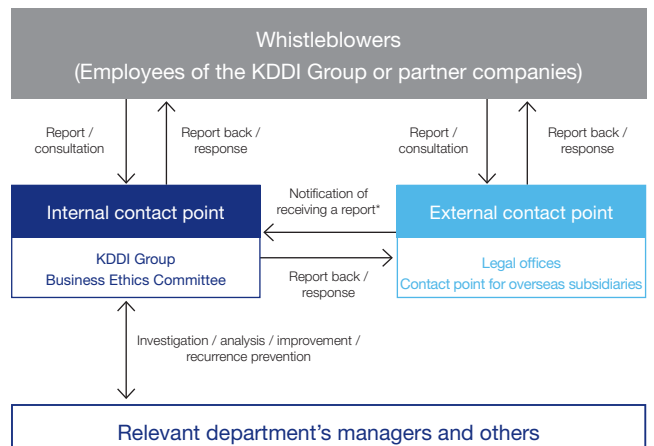 Whistleblowers
(Employees of the KDDI Group or partner companies)
Report /
consultation
Report back /
response
Report /
consultation
Report back /
response
Internal contact point
KDDI Group
Business Ethics Committee
Notification of
receiving a report*
Report back /
response
External contact point
Legal offices
Contact point for overseas subsidiaries
Investigation / analysis / improvement /
recurrence prevention
Relevant department's managers and others